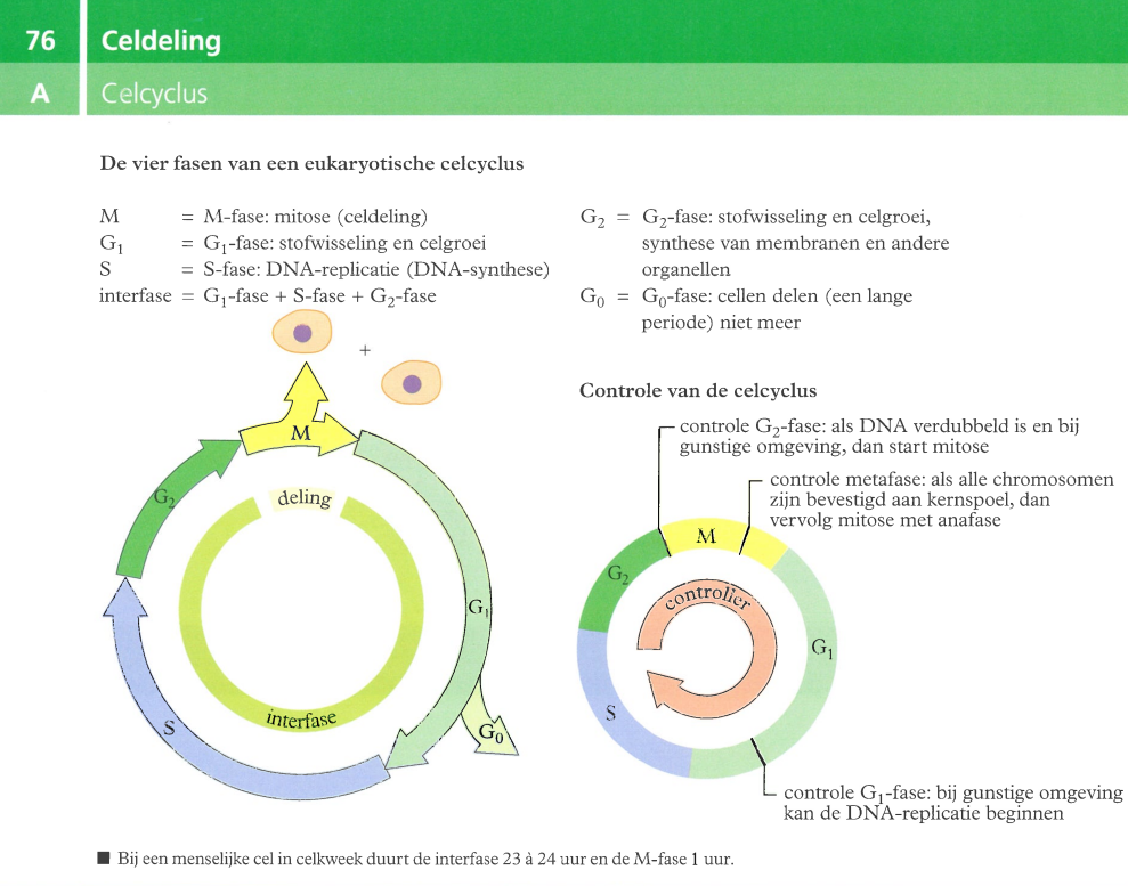 76 Celdeling
A Celcyclus
De vier fasen van een eukaryotische celcyclus
M = M-fase: mitose (celdeling)
G₁ = G₁-fase: stofwisseling en celgroei
S = S-fase: DNA-replicatie (DNA-synthese)
interfase = G₁-fase + S-fase + G₂-fase
G₂ = G₂-fase: stofwisseling en celgroei,
synthese van membranen en andere
organellen
G₀ = G₀-fase: cellen delen (een lange
periode) niet meer
+
M
G₂
deling
G₁
interfase
S
G₀
Controle van de celcyclus
controle G₂-fase: als DNA verdubbeld is en bij
gunstige omgeving, dan start mitose
controle metafase: als alle chromosomen
zijn bevestigd aan kernspoel, dan
vervolg mitose met anafase
M
G₂
controller
G₁
S
controle G₁-fase: bij gunstige omgeving
kan de DNA-replicatie beginnen
■ Bij een menselijke cel in celkweek duurt de interfase 23 à 24 uur en de M-fase 1 uur.